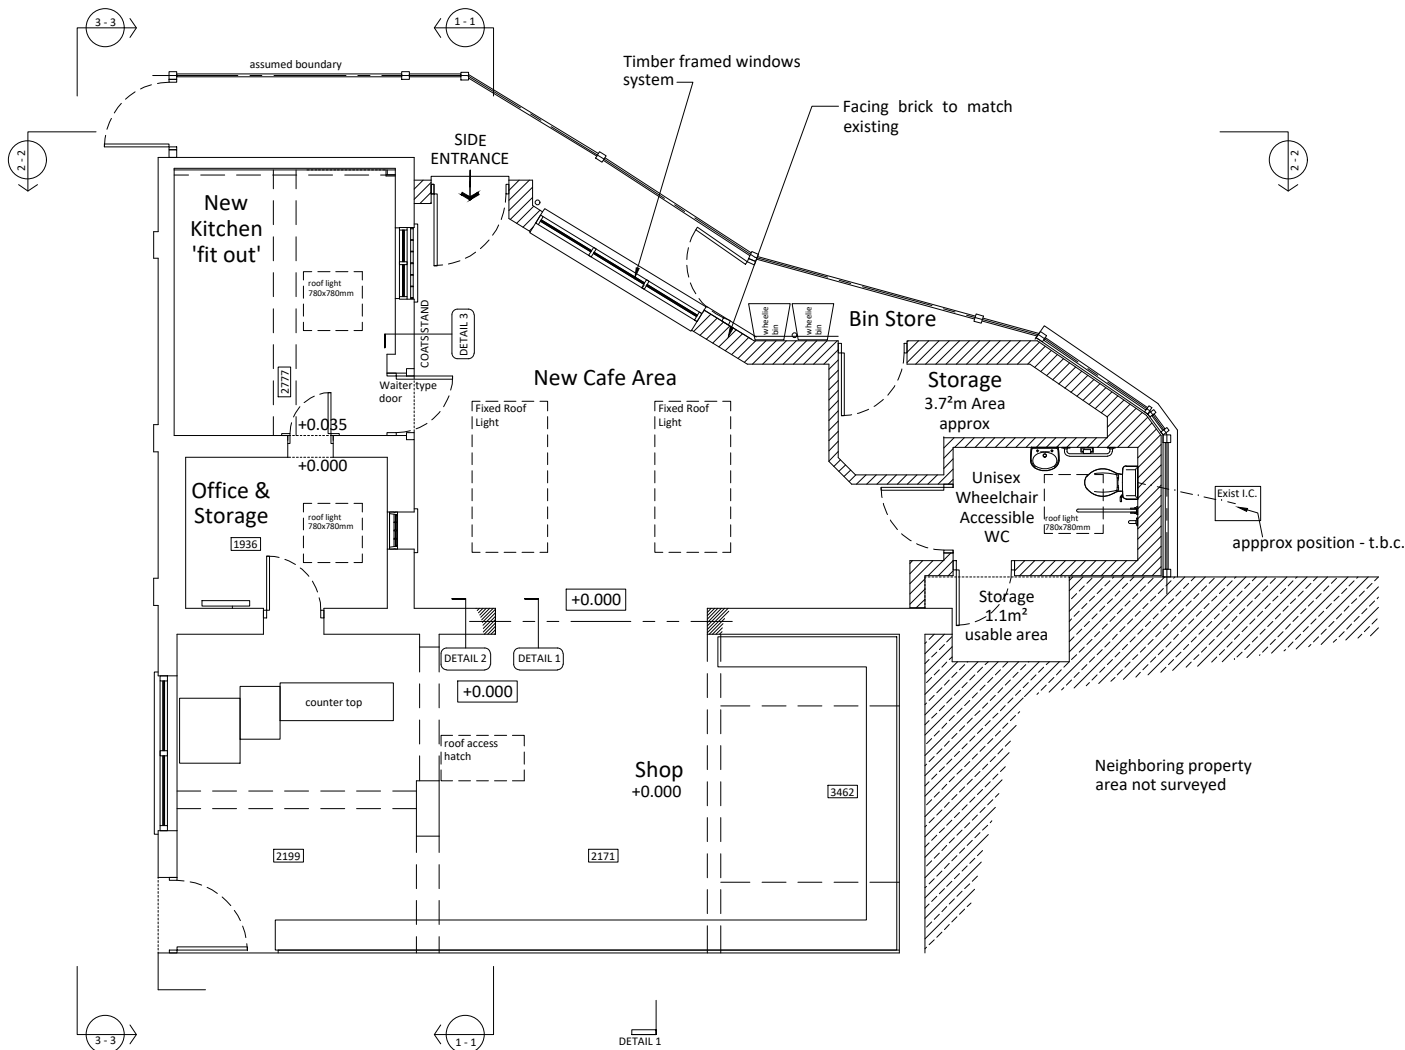 3 - 3
1 - 1
assumed boundary
Timber framed windows
system
Facing brick to match
existing
2 - 2
2 - 2
SIDE
ENTRANCE
New
Kitchen
'fit out'
roof light
780x780mm
COATS STAND
DETAIL 3
wheelie
bin
wheelie
bin
Bin Store
2777
Waiter type
door
New Cafe Area
Storage
3.7²m Area
approx
Fixed Roof
Light
Fixed Roof
Light
+0.035
+0.000
Office &
Storage
roof light
780x780mm
1936
Unisex
Wheelchair
Accessible
WC
roof light
780x780mm
Exist I.C.
appprox position - t.b.c.
+0.000
Storage
1.1m²
usable area
DETAIL 2
DETAIL 1
+0.000
counter top
roof access
hatch
Shop
+0.000
3462
Neighboring property
area not surveyed
2199
2171
3 - 3
1 - 1
DETAIL 1